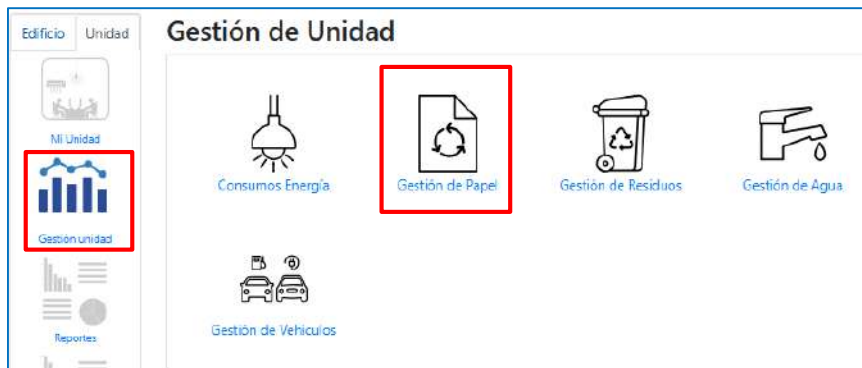 Edificio
Unidad
Gestión de Unidad
Mi Unidad
Gestión unidad
Reportes
Consumos Energía
Gestión de Papel
Gestión de Residuos
Gestión de Agua
Gestión de Vehículos